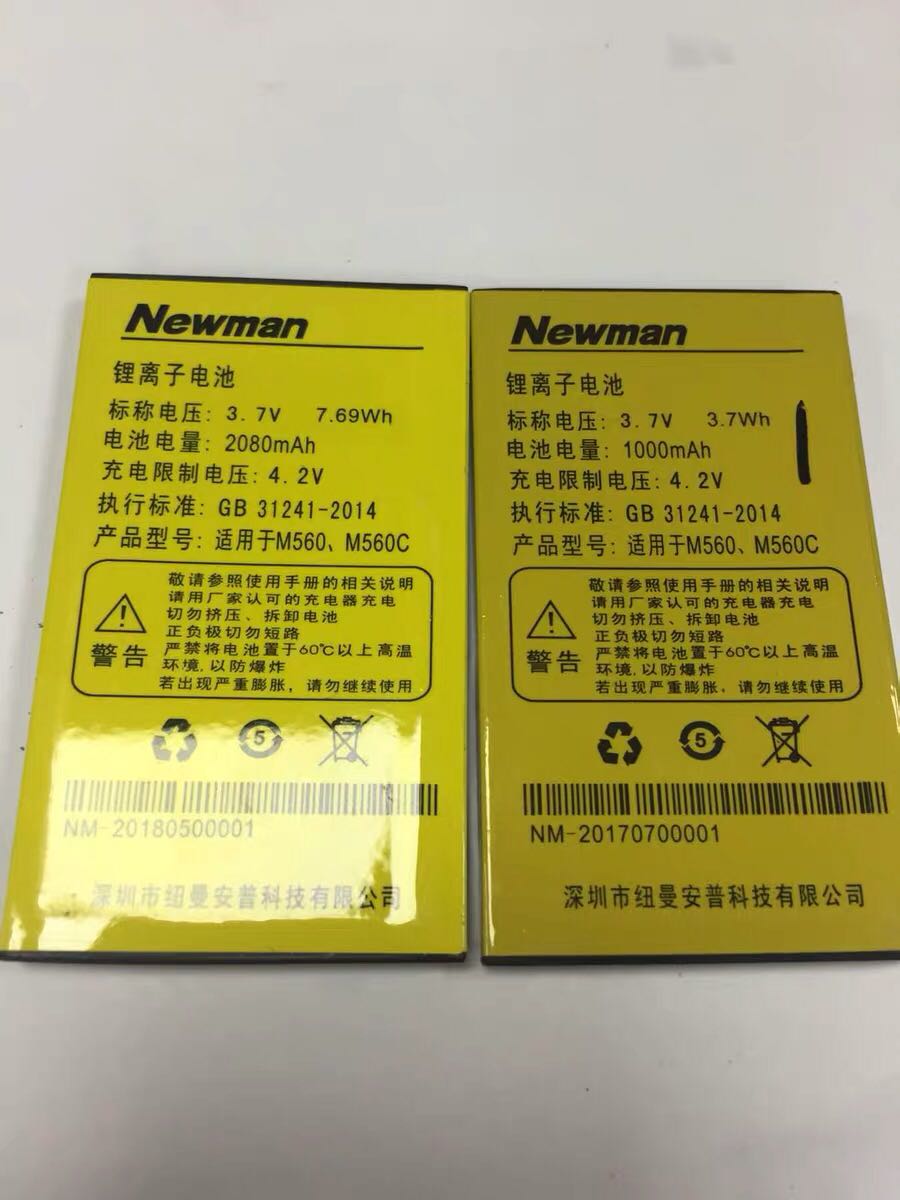 Newman
锂离子电池
标称电压: 3.7V 7.69Wh
电池电量: 2080mAh
充电限制电压: 4.2V
执行标准: GB 31241-2014
产品型号: 适用于M560、M560C
敬请参照使用手册的相关说明
请用厂家认可的充电器充电
切勿挤压、拆卸电池
正负极切勿短路
严禁将电池置于60℃以上高温
环境,以防爆炸
若出现严重膨胀，请勿继续使用
警告
5
NM-20180500001
深圳市纽曼安普科技有限公司
Newman
锂离子电池
标称电压: 3.7V 3.7Wh
电池电量: 1000mAh
充电限制电压: 4.2V
执行标准: GB 31241-2014
产品型号: 适用于M560、M560C
敬请参照使用手册的相关说明
请用厂家认可的充电器充电
切勿挤压、拆卸电池
正负极切勿短路
严禁将电池置于60℃以上高温
环境,以防爆炸
若出现严重膨胀，请勿继续使用
警告
5
NM-20170700001
深圳市纽曼安普科技有限公司